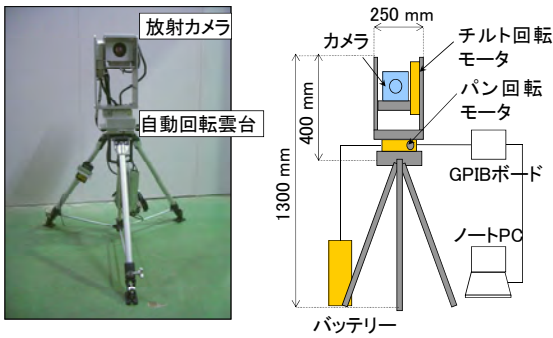 放射カメラ
自動回転雲台
250 mm
カメラ
チルト回転
モータ
パン回転
モータ
400 mm
1300 mm
GPIBボード
ノートPC
バッテリー